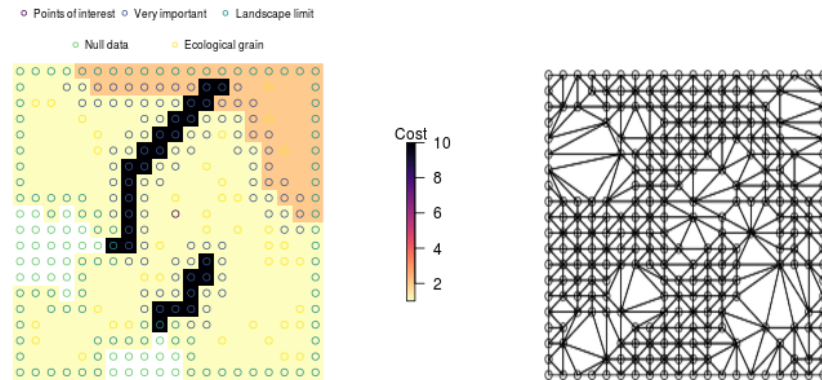 Points of interest Very important Landscape limit
Null data Ecological grain
Cost
10
8
6
4
2